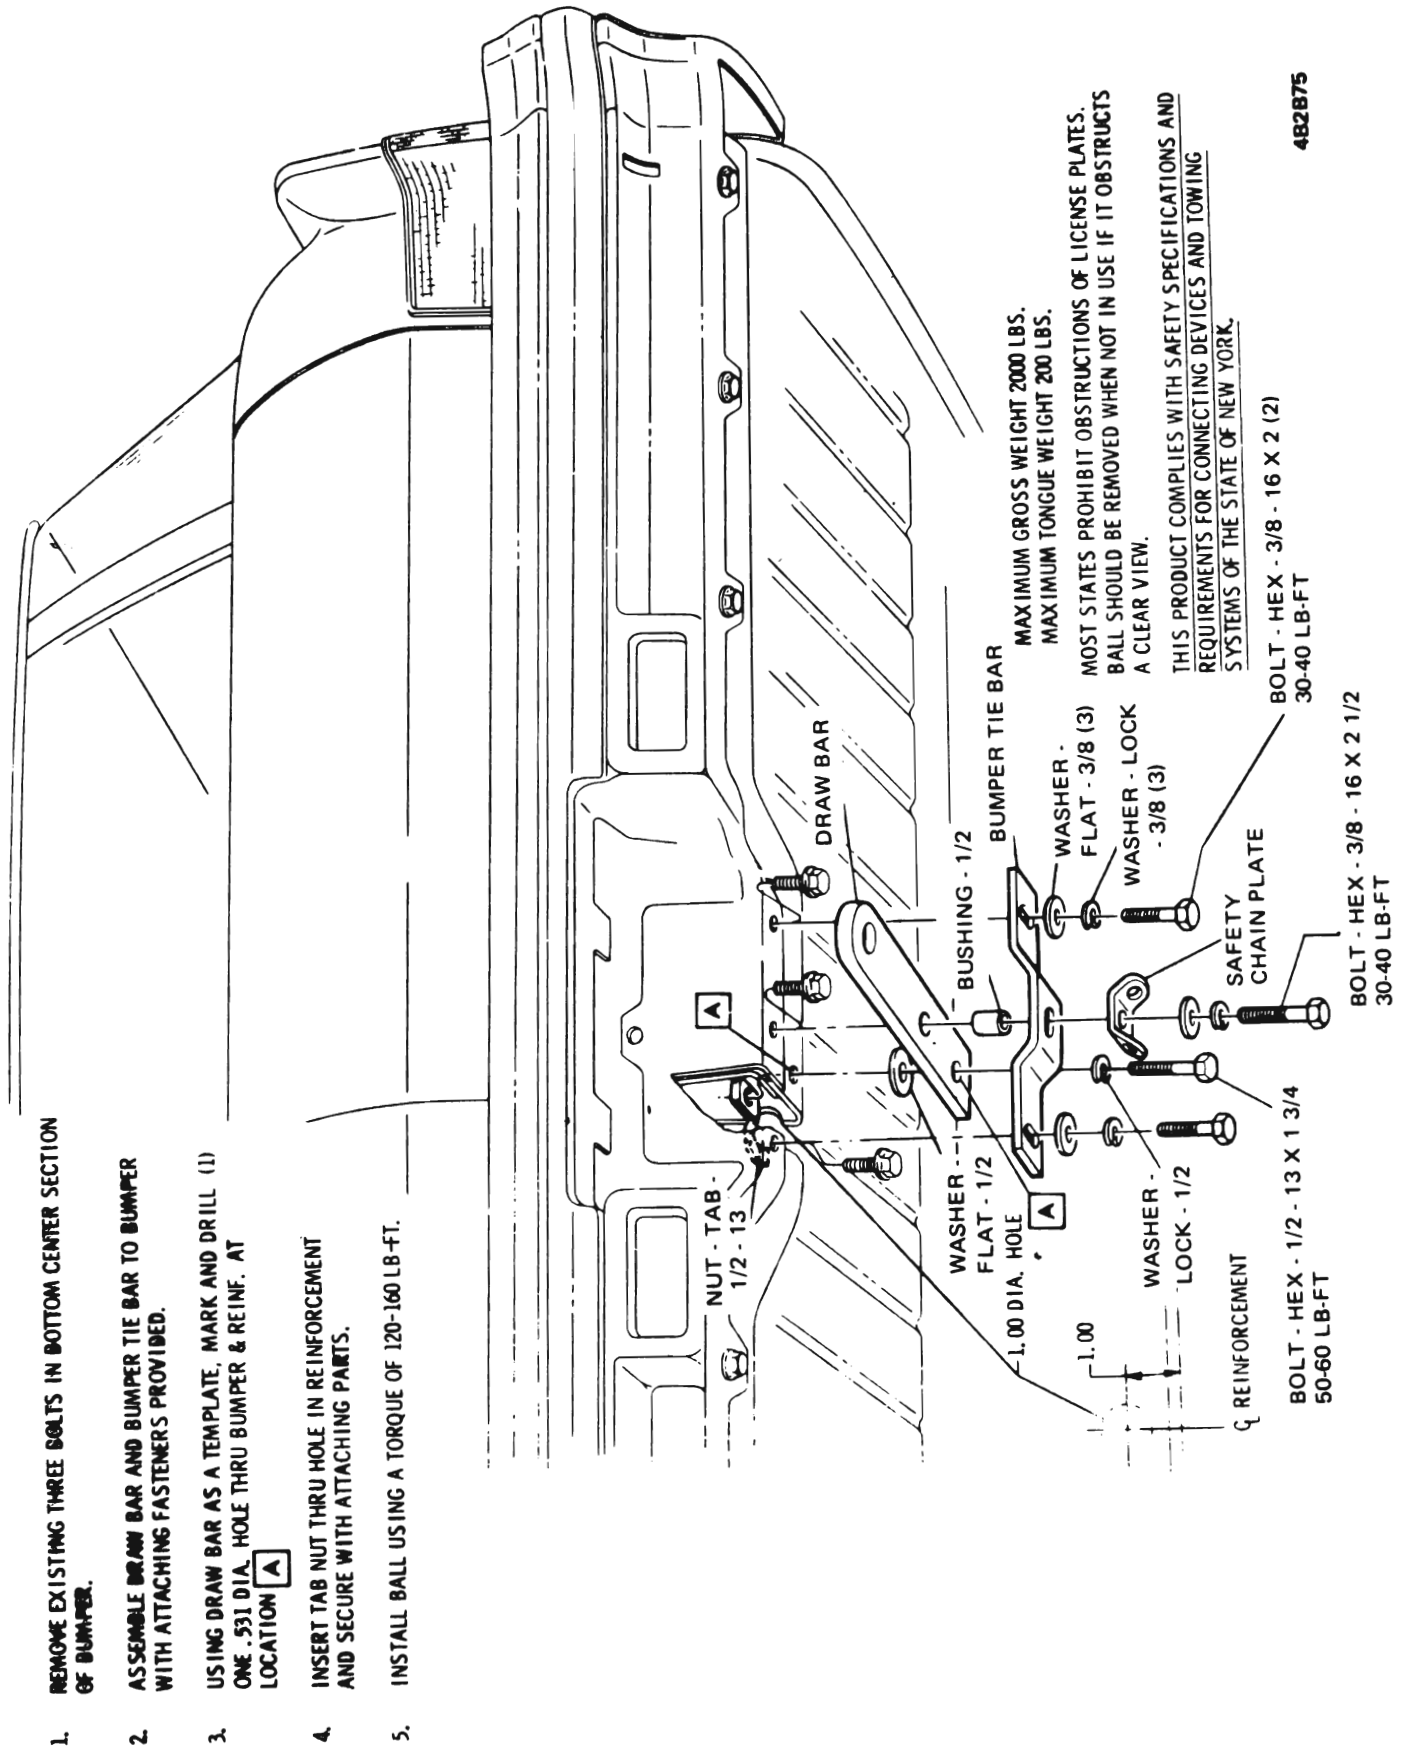 1. REMOVE EXISTING THREE BOLTS IN BOTTOM CENTER SECTION
OF BUMPER.
2. ASSEMBLE DRAW BAR AND BUMPER TIE BAR TO BUMPER
WITH ATTACHING FASTENERS PROVIDED.
3. USING DRAW BAR AS A TEMPLATE, MARK AND DRILL (1)
ONE .531 DIA. HOLE THRU BUMPER & REINF. AT
LOCATION A
4. INSERT TAB NUT THRU HOLE IN REINFORCEMENT
AND SECURE WITH ATTACHING PARTS.
5. INSTALL BALL USING A TORQUE OF 120-160 LB-FT.
A
NUT - TAB -
1/2 - 13
DRAW BAR
WASHER -
FLAT - 1/2
BUSHING - 1/2
BUMPER TIE BAR
1.00 DIA. HOLE
A
WASHER -
FLAT - 3/8 (3)
WASHER - LOCK
- 3/8 (3)
MAXIMUM GROSS WEIGHT 2000 LBS.
MAXIMUM TONGUE WEIGHT 200 LBS.
MOST STATES PROHIBIT OBSTRUCTIONS OF LICENSE PLATES.
BALL SHOULD BE REMOVED WHEN NOT IN USE IF IT OBSTRUCTS
A CLEAR VIEW.
THIS PRODUCT COMPLIES WITH SAFETY SPECIFICATIONS AND
REQUIREMENTS FOR CONNECTING DEVICES AND TOWING
SYSTEMS OF THE STATE OF NEW YORK.
1.00
WASHER -
LOCK - 1/2
SAFETY
CHAIN PLATE
BOLT - HEX - 3/8 - 16 X 2 (2)
30-40 LB-FT
℄ REINFORCEMENT
BOLT - HEX - 1/2 - 13 X 1 3/4
50-60 LB-FT
BOLT - HEX - 3/8 - 16 X 2 1/2
30-40 LB-FT
4B2B75